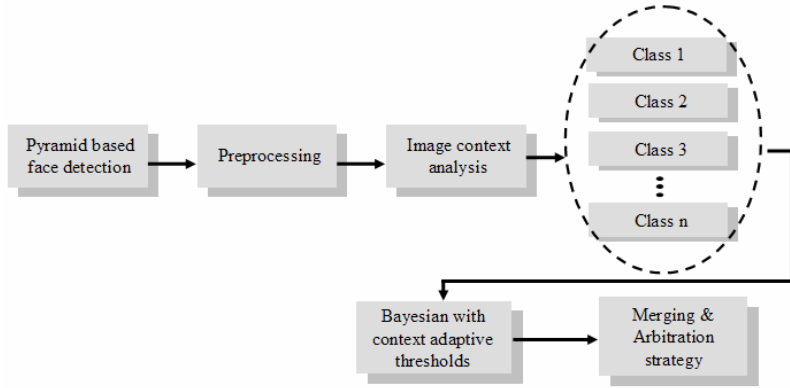 Pyramid based
face detection
Preprocessing
Image context
analysis
Class 1
Class 2
Class 3
Class n
Bayesian with
context adaptive
thresholds
Merging &
Arbitration
strategy